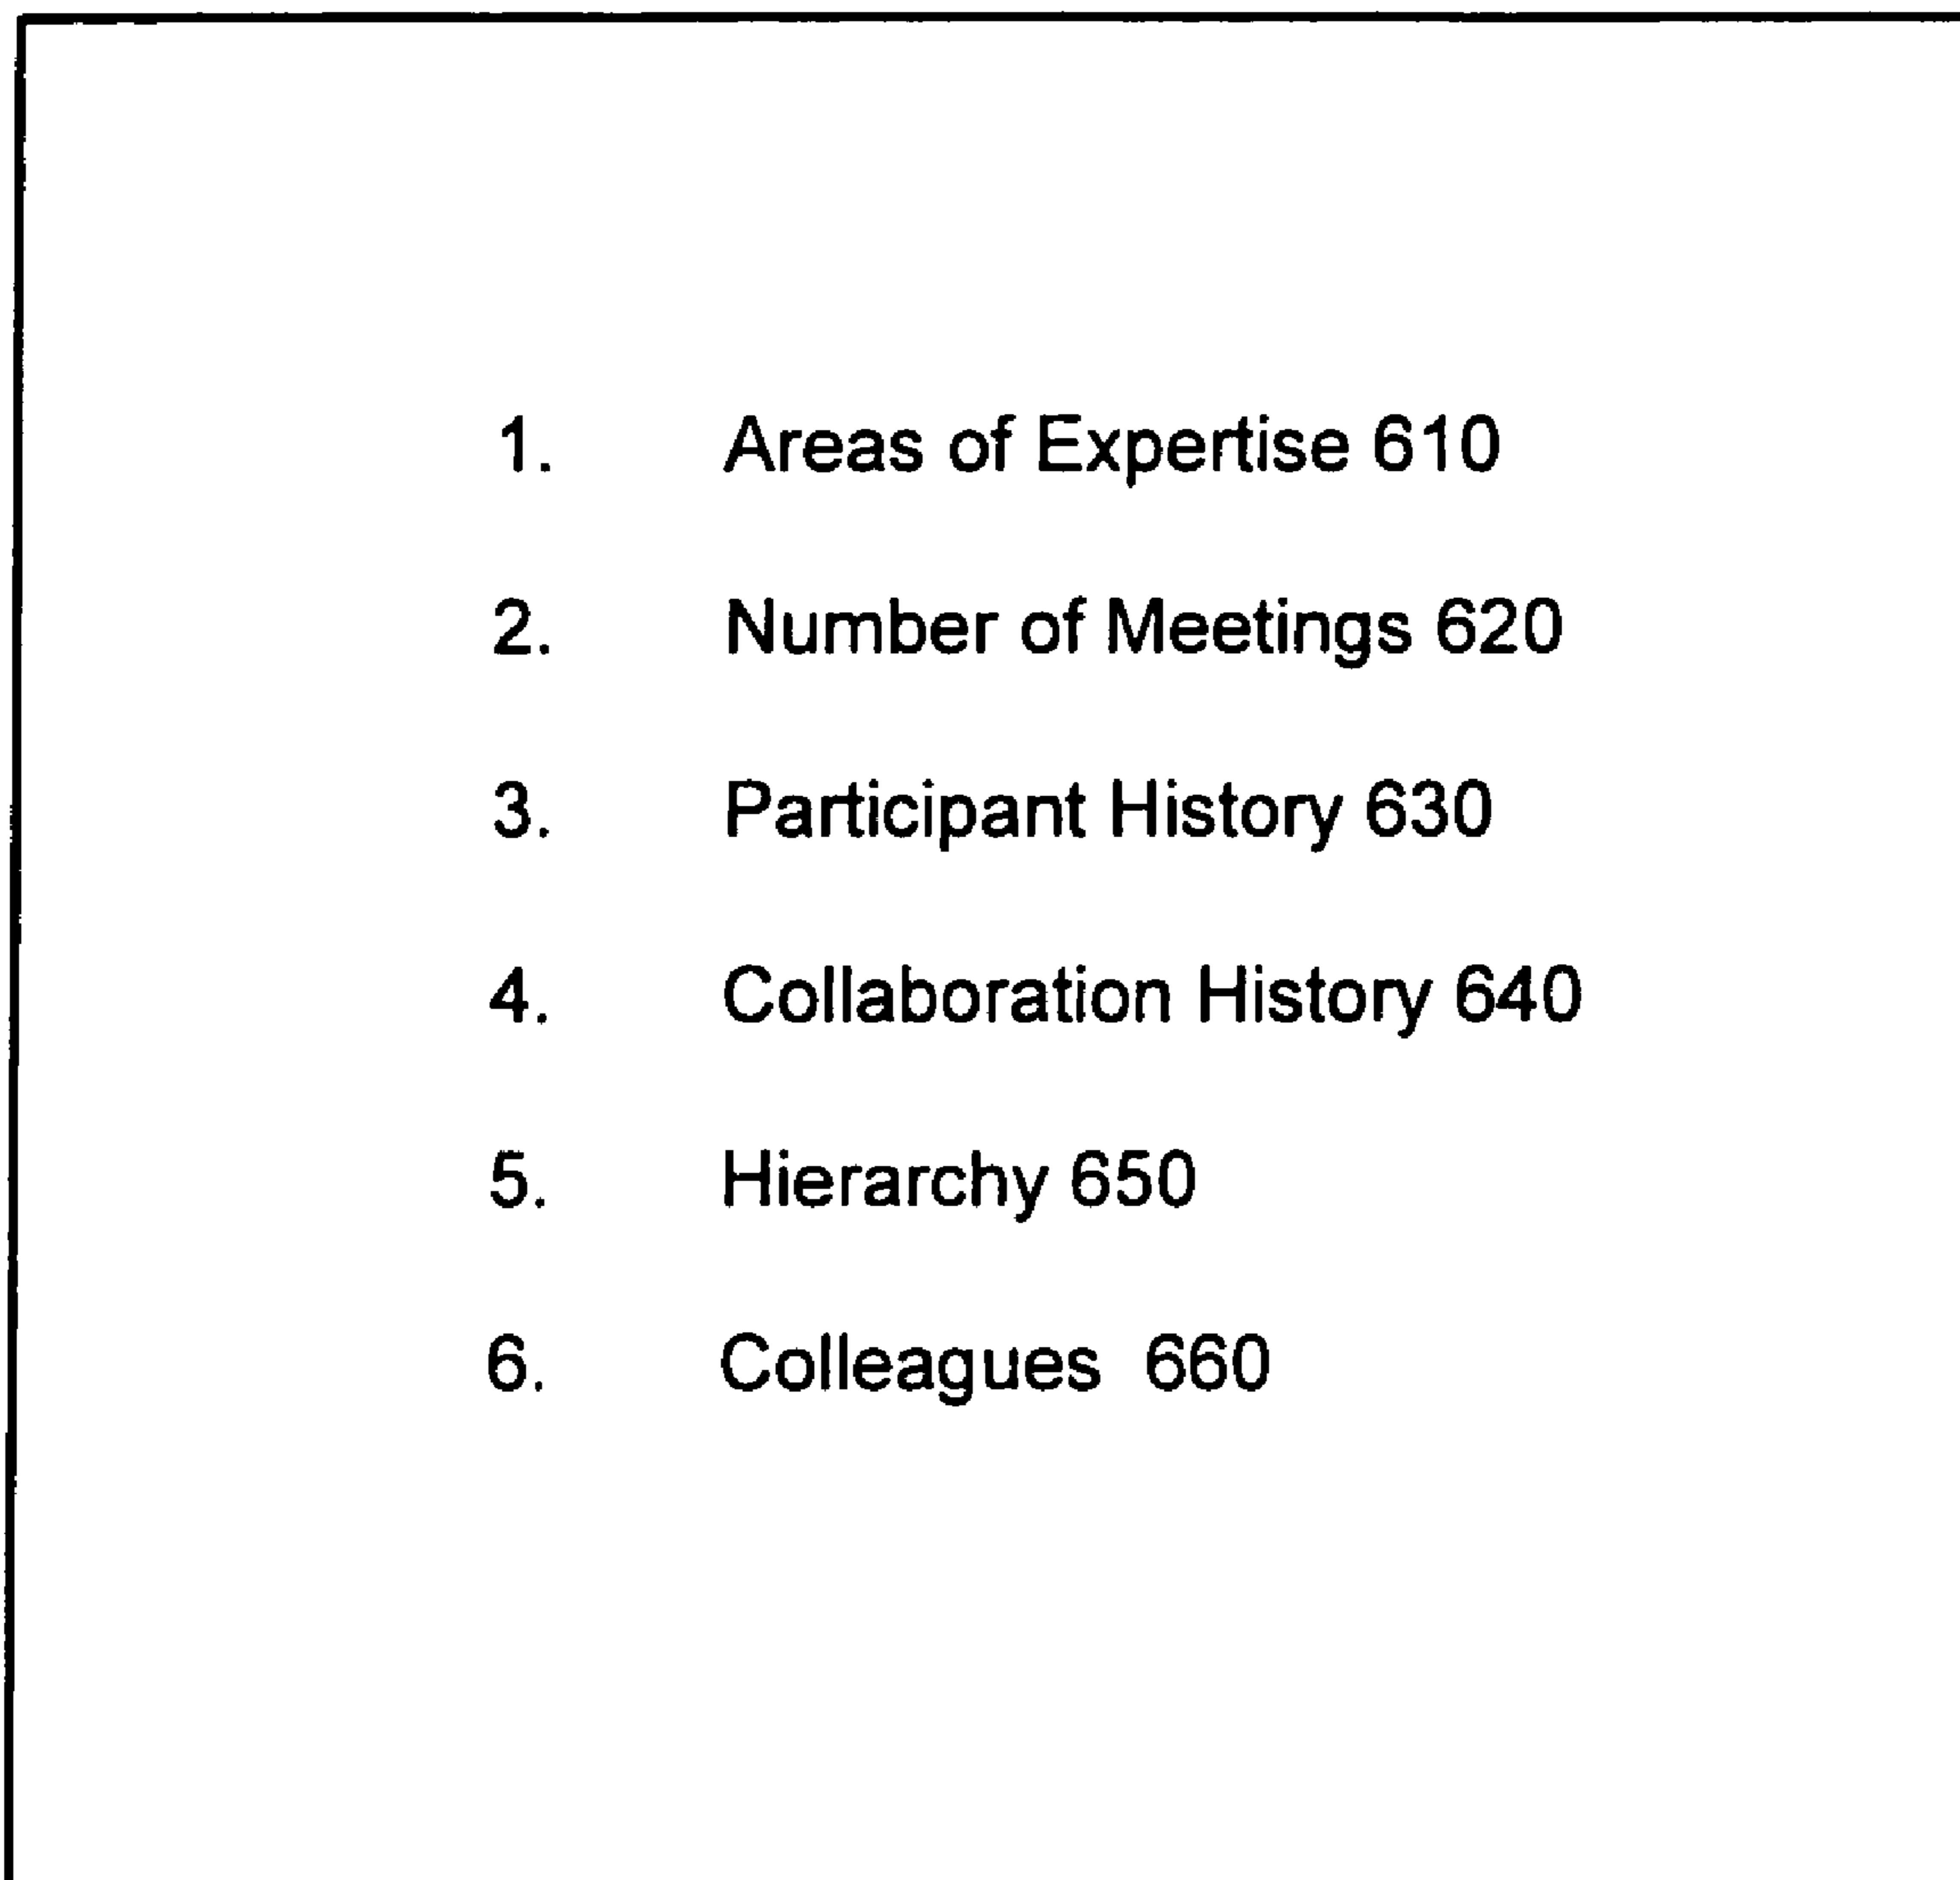 1. Areas of Expertise 610
2. Number of Meetings 620
3. Participant History 630
4. Collaboration History 640
5. Hierarchy 650
6. Colleagues 660